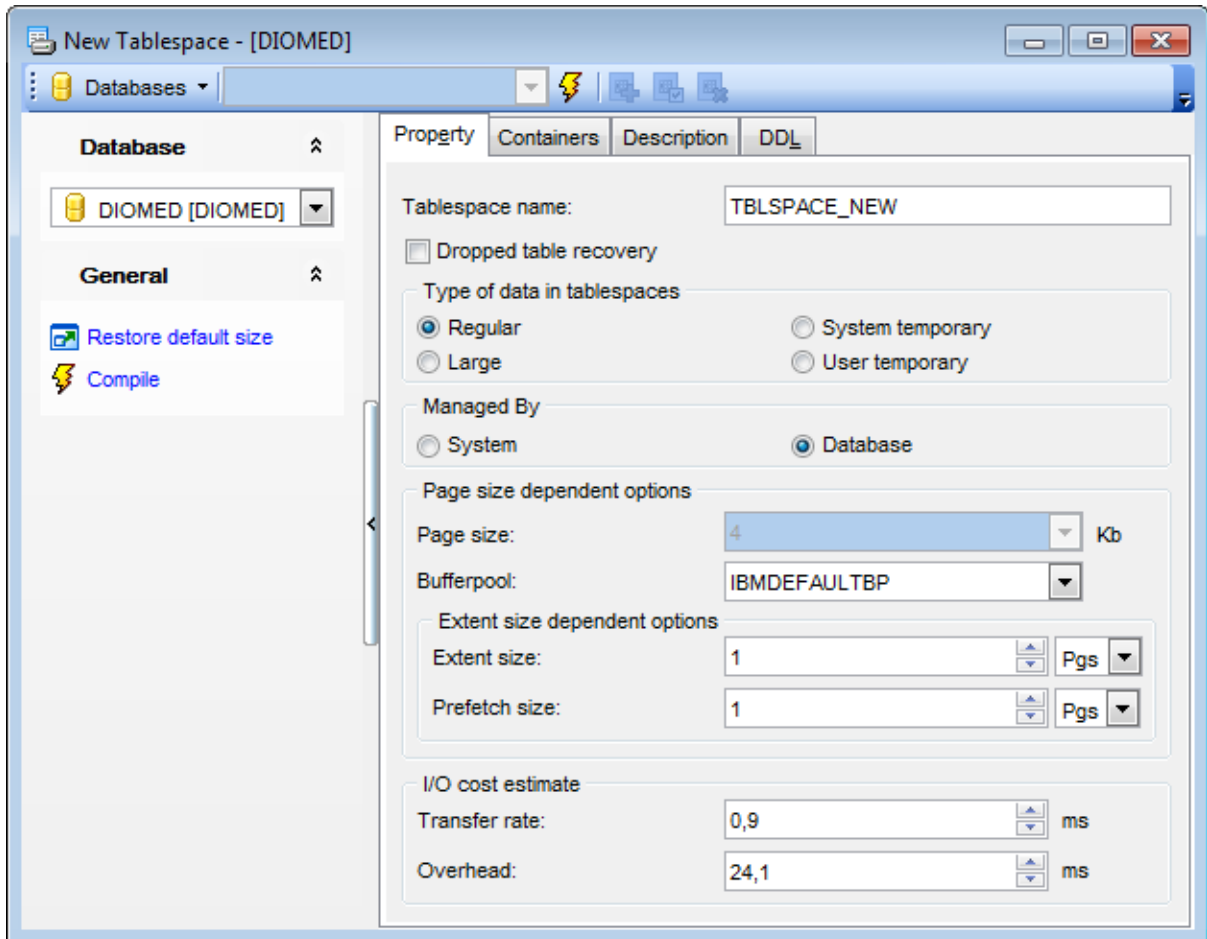 New Tablespace - [DIOMED]
Databases
Database
DIOMED [DIOMED]
General
Restore default size
Compile
Property Containers Description DDL
Tablespace name: TBLSPACE_NEW
Dropped table recovery
Type of data in tablespaces
Regular System temporary
Large User temporary
Managed By
System Database
Page size dependent options
Page size: 4 Kb
Bufferpool: IBMDEFAULTBP
Extent size dependent options
Extent size: 1 Pgs
Prefetch size: 1 Pgs
I/O cost estimate
Transfer rate: 0,9 ms
Overhead: 24,1 ms